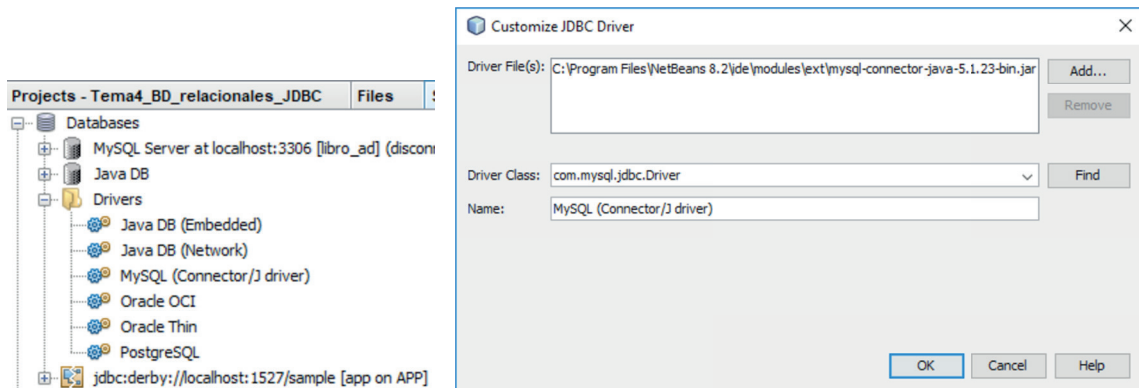 Projects - Tema4_BD_relacionales_JDBC Files
Databases
MySQL Server at localhost:3306 [libro_ad]
Java DB
Drivers
Java DB (Embedded)
Java DB (Network)
MySQL (Connector/J driver)
Oracle OCI
Oracle Thin
PostgreSQL
jdbc:derby://localhost:1527/sample [app on APP]
Customize JDBC Driver
Driver File(s): C:\Program Files\NetBeans 8.2\ide\modules\ext\mysql-connector-java-5.1.23-bin.jar Add...
Remove
Driver Class: com.mysql.jdbc.Driver Find
Name: MySQL (Connector/J driver)
OK Cancel Help